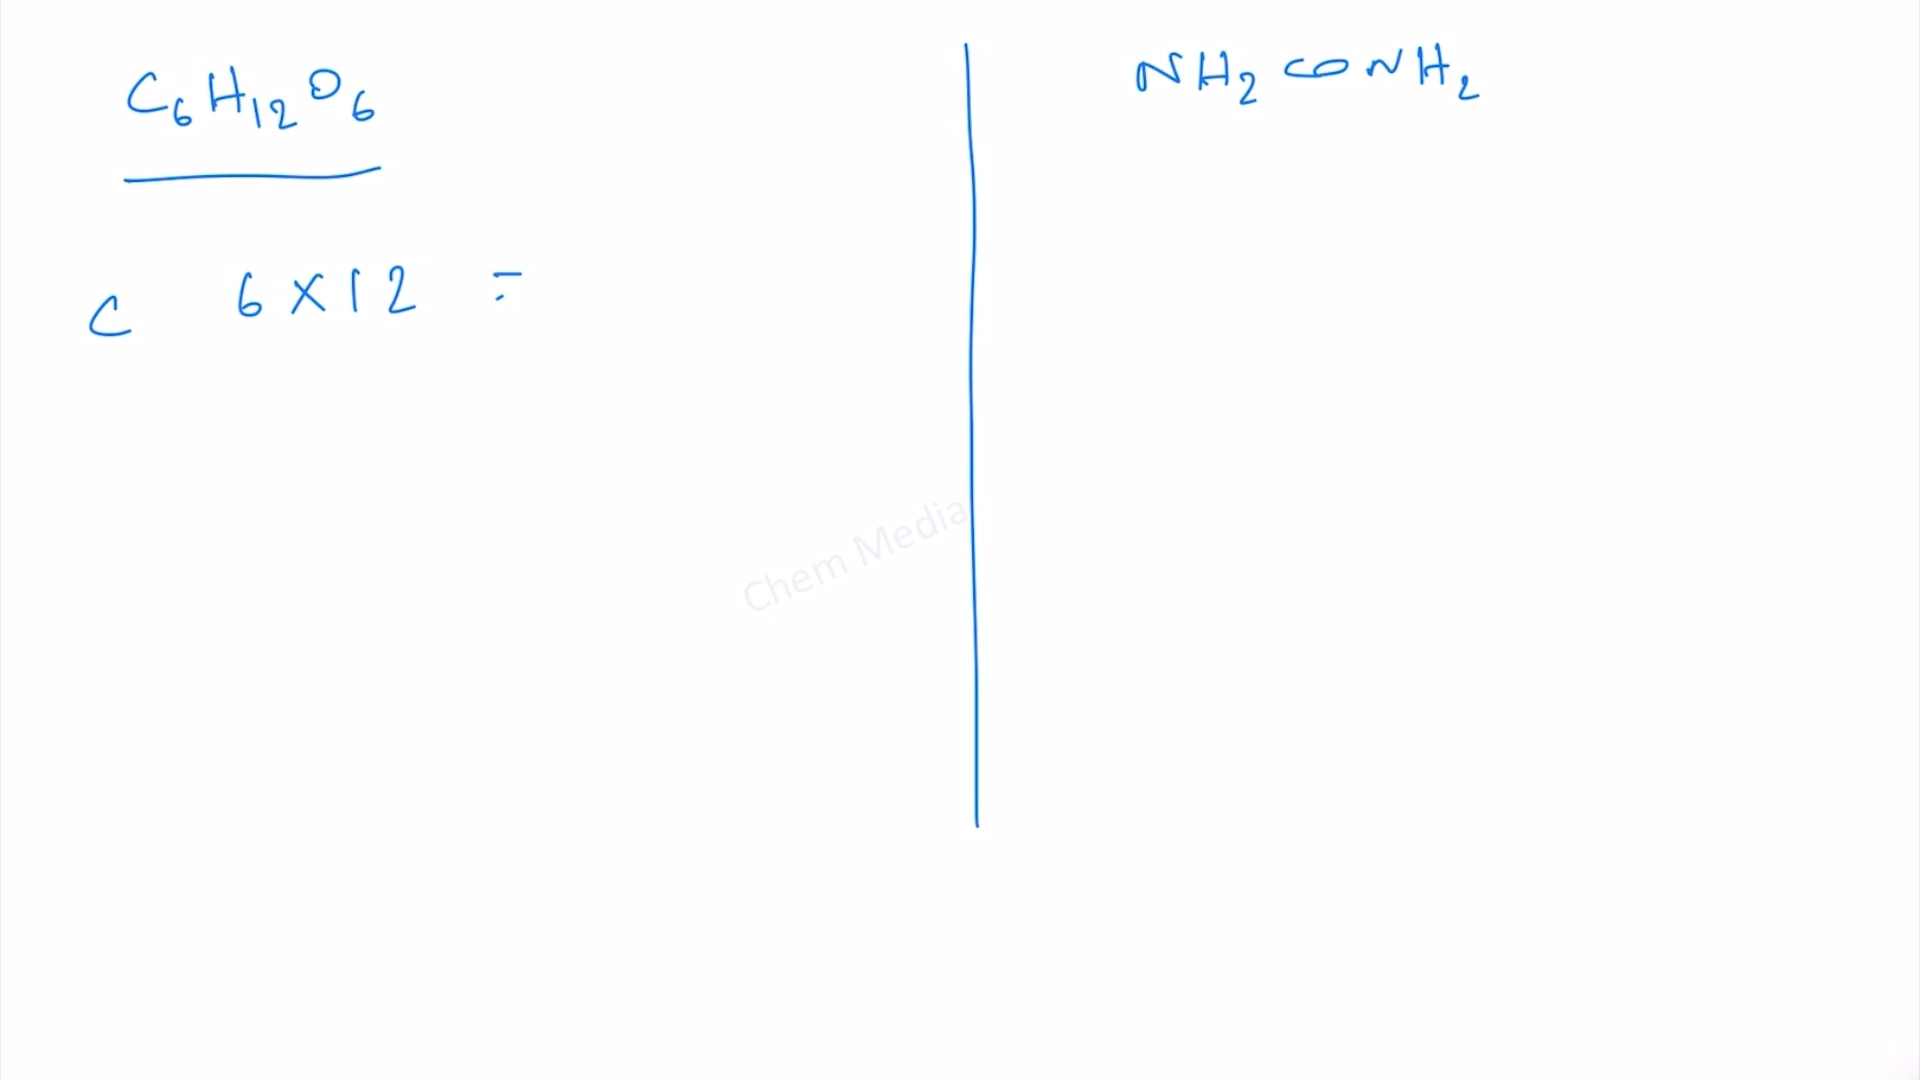 C₆H₁₂O₆
C 6 × 12 =
NH₂CONH₂
Chem Media